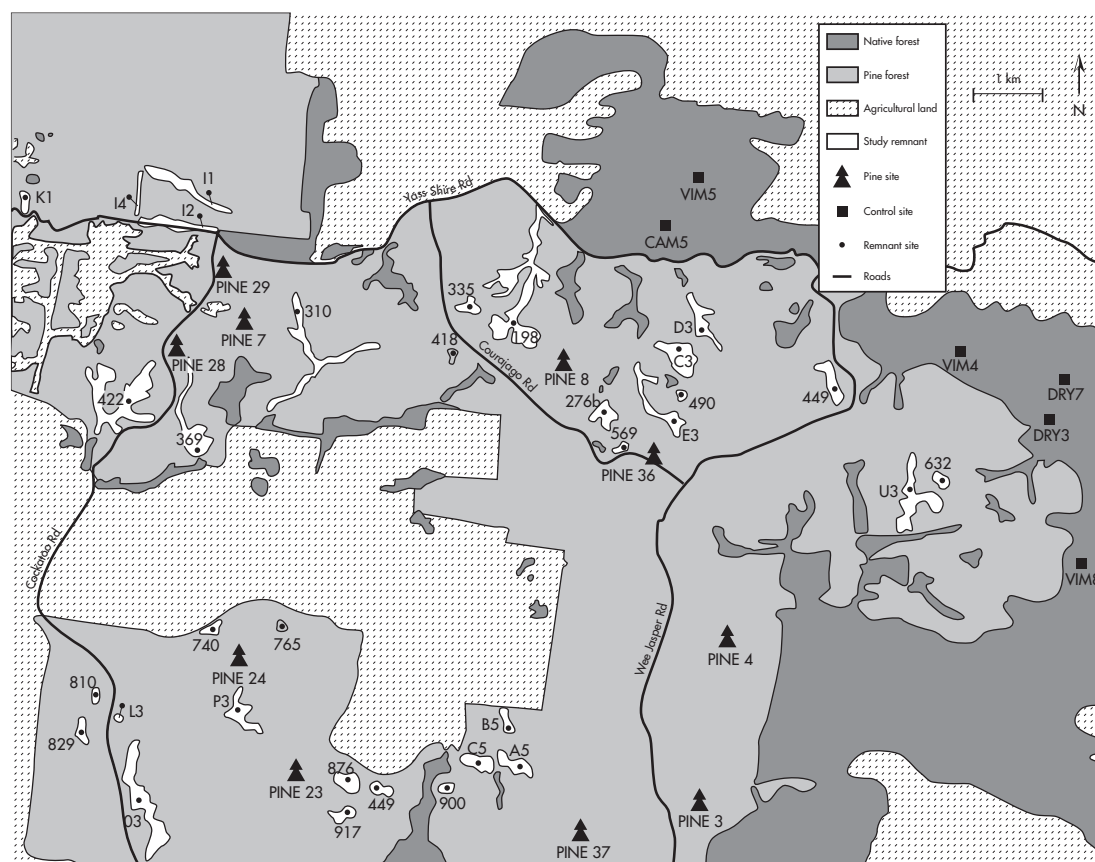 Native forest
Pine forest
Agricultural land
Study remnant
Pine site
Control site
Remnant site
Roads
1 km
N
K1
I4
I1
I2
Yass Shire Rd
VIM5
CAM5
PINE 29
PINE 7
PINE 28
310
335
198
418
Courajago Rd
PINE 8
D3
C3
422
369
276b
490
449
E3
569
PINE 36
VIM4
DRY7
DRY3
U3
632
VIM8
Cockatoo Rd
Wee Jasper Rd
740
765
PINE 24
PINE 4
810
L3
P3
829
B5
C5
A5
PINE 23
876
449
900
917
03
PINE 3
PINE 37